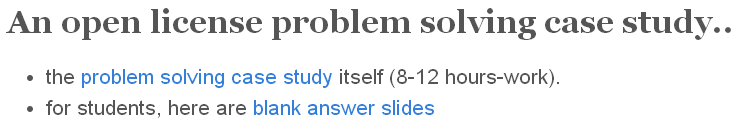 An open license problem solving case study..
• the problem solving case study itself (8-12 hours-work).
• for students, here are blank answer slides